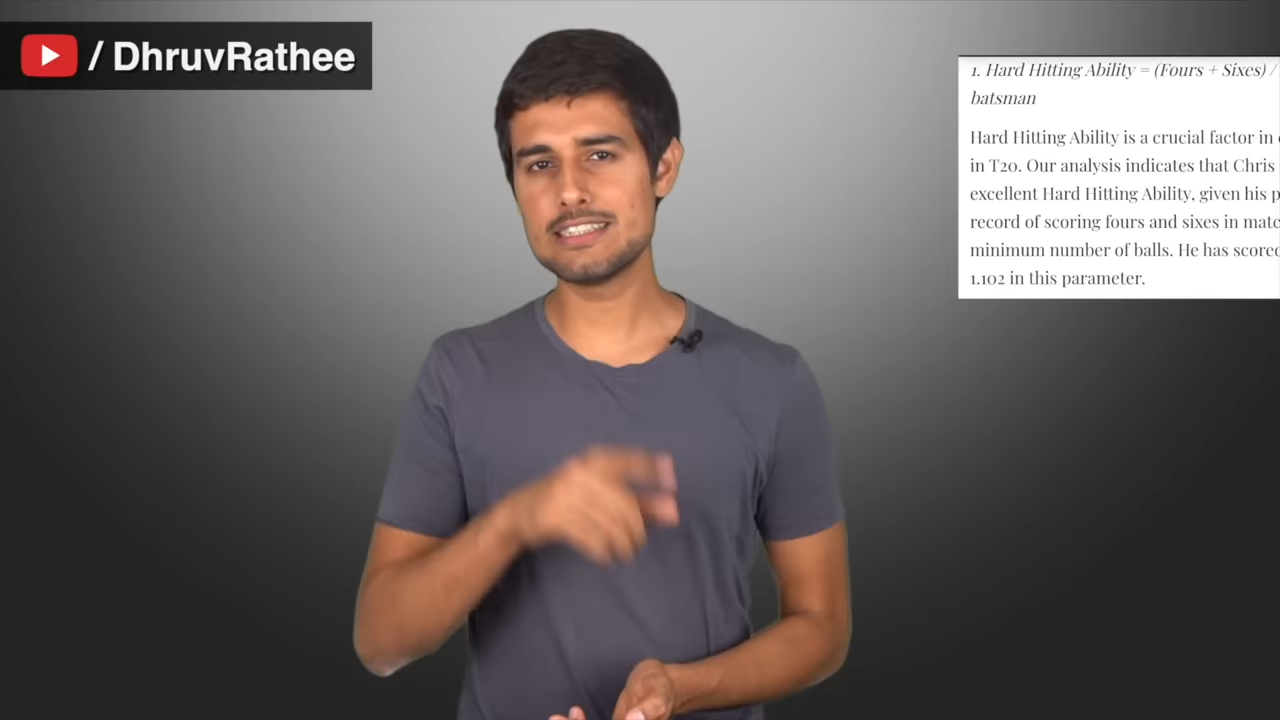 / DhruvRathee
1. Hard Hitting Ability = (Fours + Sixes) /
batsman
Hard Hitting Ability is a crucial factor in
in T20. Our analysis indicates that Chris
excellent Hard Hitting Ability, given his
record of scoring fours and sixes in
minimum number of balls. He has
1.102 in this parameter.